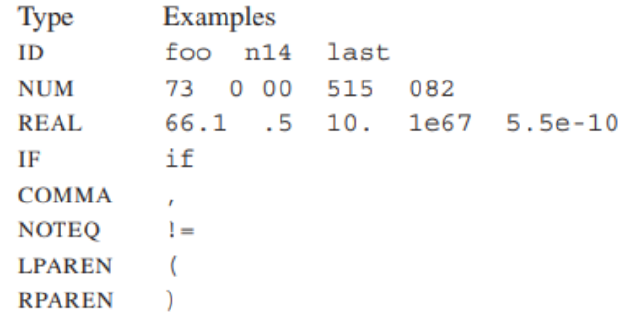 Type Examples
ID foo n14 last
NUM 73 0 00 515 082
REAL 66.1 .5 10. 1e67 5.5e-10
IF if
COMMA ,
NOTEQ !=
LPAREN (
RPAREN )